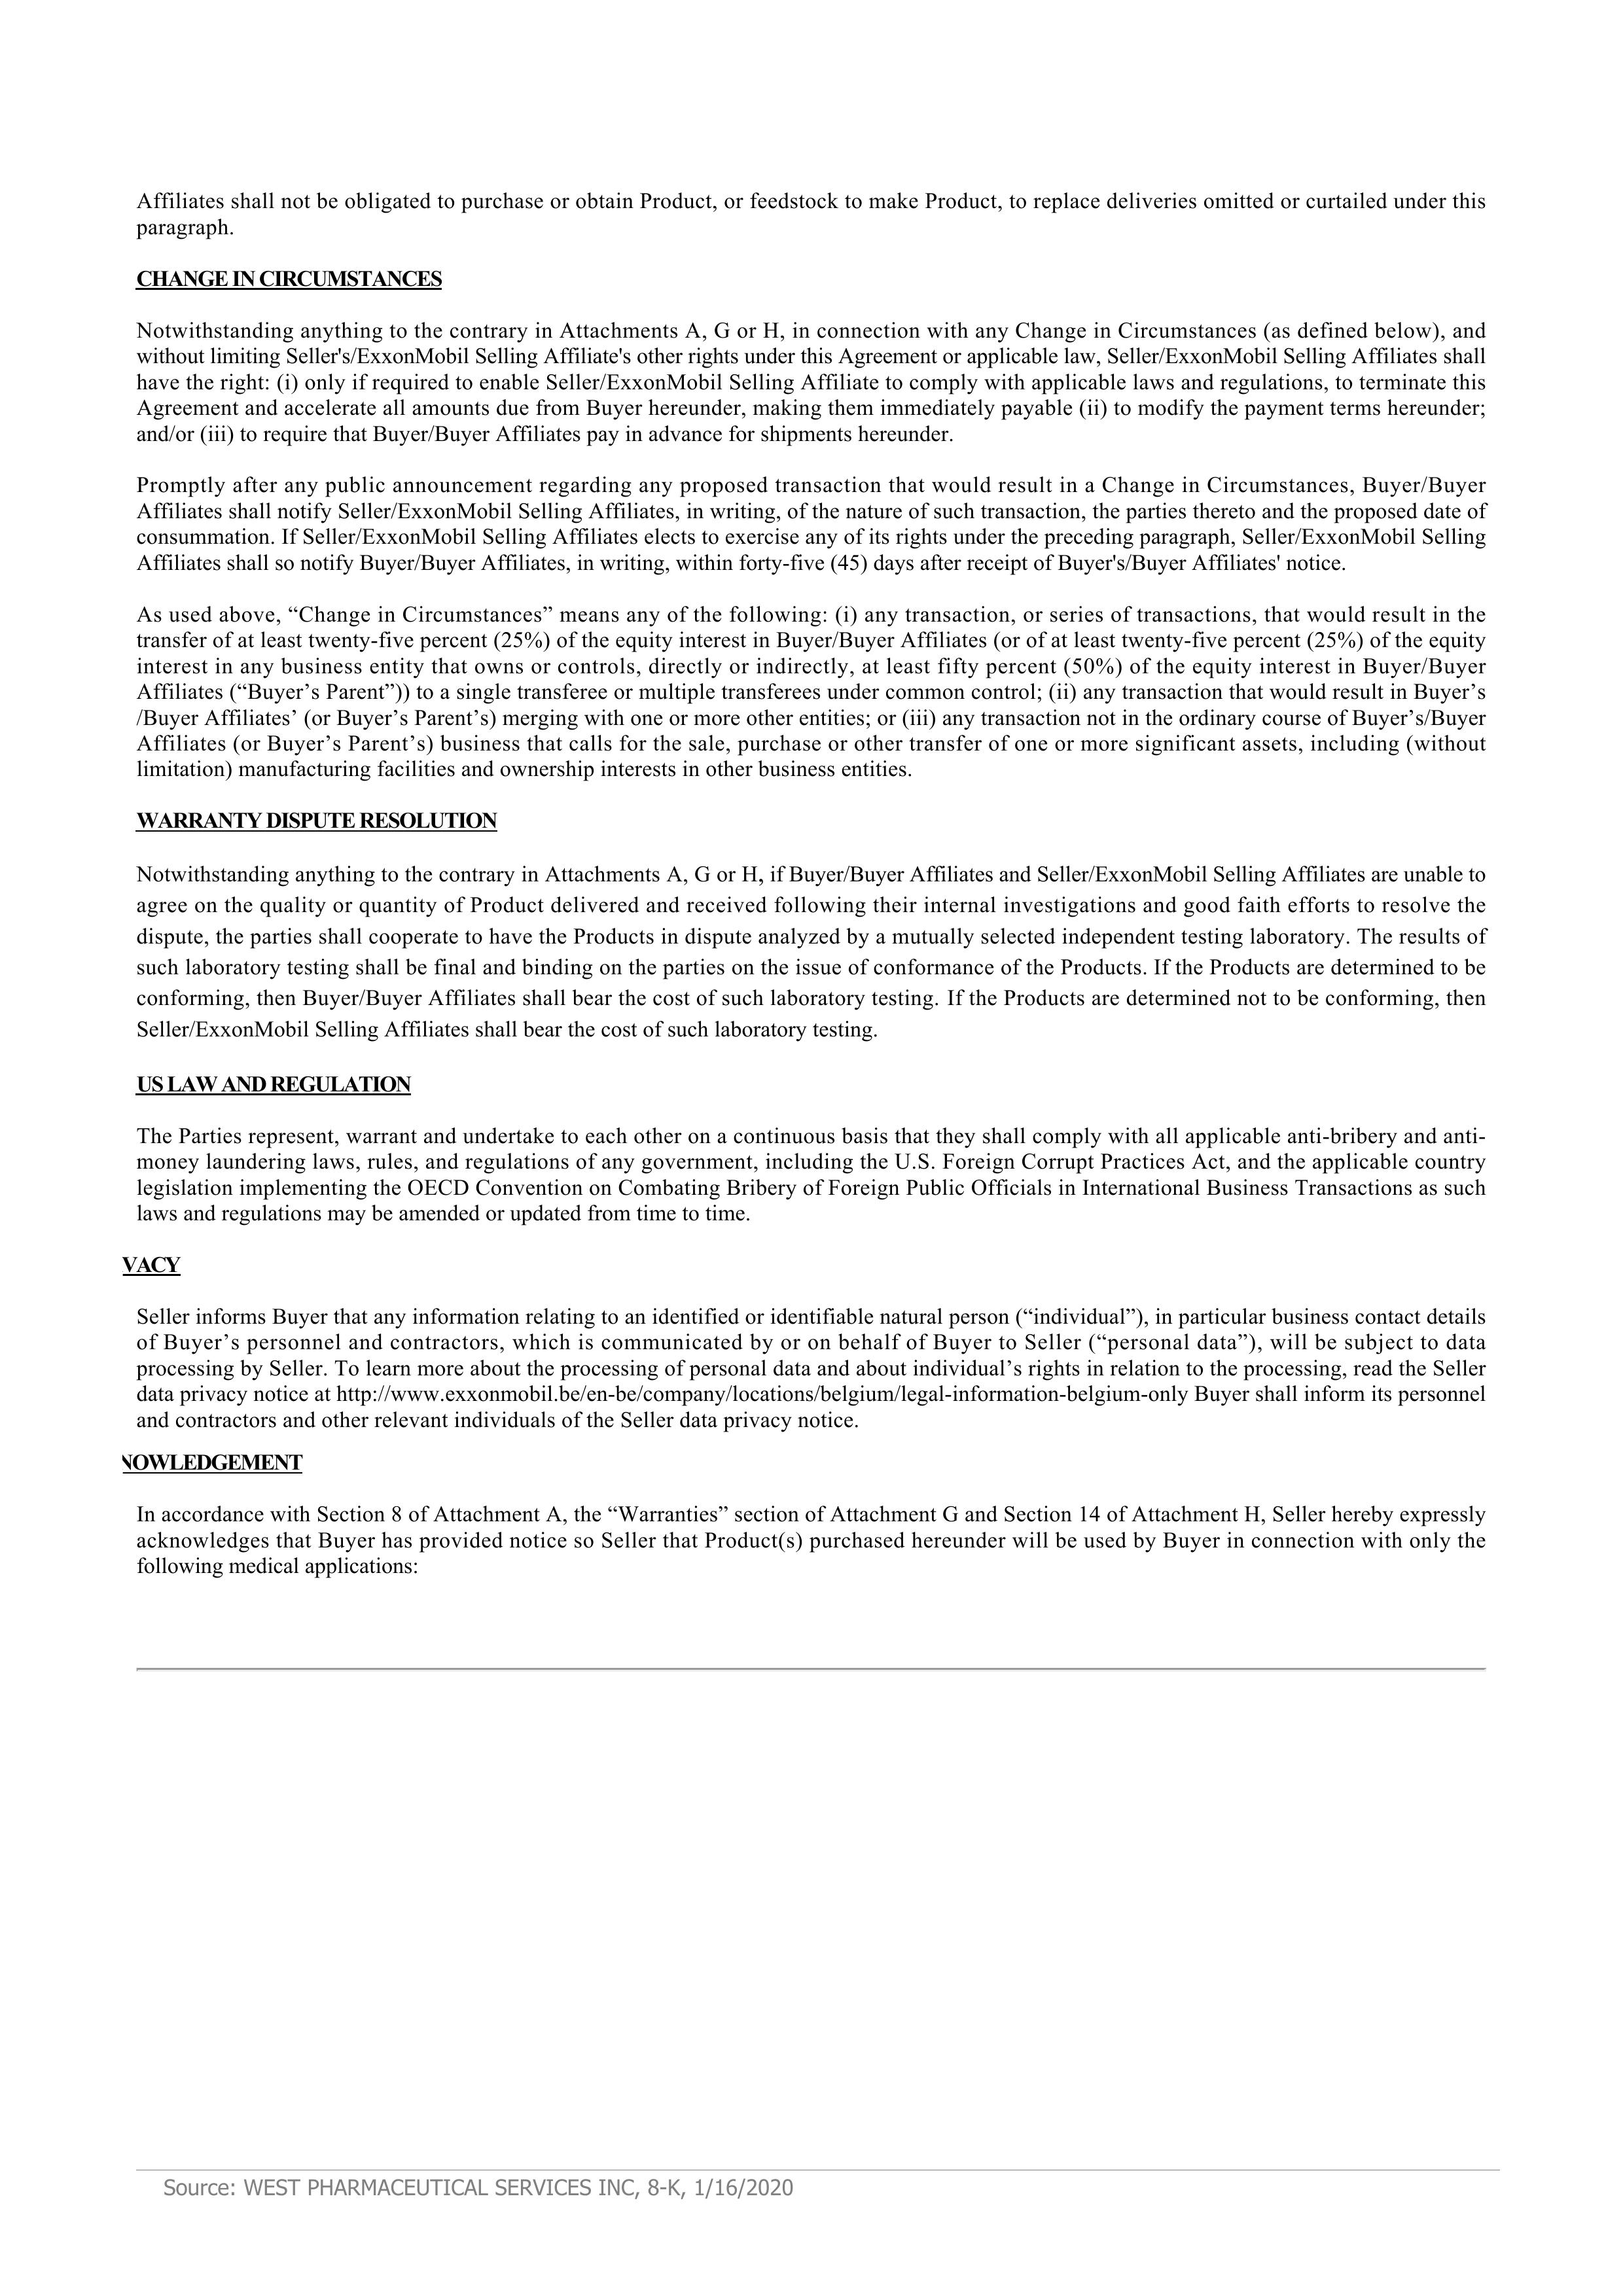 Affiliates shall not be obligated to purchase or obtain Product, or feedstock to make Product, to replace deliveries omitted or curtailed under this
paragraph.
CHANGE IN CIRCUMSTANCES
Notwithstanding anything to the contrary in Attachments A, G or H, in connection with any Change in Circumstances (as defined below), and
without limiting Seller's/ExxonMobil Selling Affiliate's other rights under this Agreement or applicable law, Seller/ExxonMobil Selling Affiliates shall
have the right: (i) only if required to enable Seller/ExxonMobil Selling Affiliate to comply with applicable laws and regulations, to terminate this
Agreement and accelerate all amounts due from Buyer hereunder, making them immediately payable (ii) to modify the payment terms hereunder;
and/or (iii) to require that Buyer/Buyer Affiliates pay in advance for shipments hereunder.
Promptly after any public announcement regarding any proposed transaction that would result in a Change in Circumstances, Buyer/Buyer
Affiliates shall notify Seller/ExxonMobil Selling Affiliates, in writing, of the nature of such transaction, the parties thereto and the proposed date of
consummation. If Seller/ExxonMobil Selling Affiliates elects to exercise any of its rights under the preceding paragraph, Seller/ExxonMobil Selling
Affiliates shall so notify Buyer/Buyer Affiliates, in writing, within forty-five (45) days after receipt of Buyer's/Buyer Affiliates' notice.
As used above, “Change in Circumstances” means any of the following: (i) any transaction, or series of transactions, that would result in the
transfer of at least twenty-five percent (25%) of the equity interest in Buyer/Buyer Affiliates (or of at least twenty-five percent (25%) of the equity
interest in any business entity that owns or controls, directly or indirectly, at least fifty percent (50%) of the equity interest in Buyer/Buyer
Affiliates (“Buyer’s Parent”)) to a single transferee or multiple transferees under common control; (ii) any transaction that would result in Buyer’s
/Buyer Affiliates’ (or Buyer’s Parent’s) merging with one or more other entities; or (iii) any transaction not in the ordinary course of Buyer’s/Buyer
Affiliates (or Buyer’s Parent’s) business that calls for the sale, purchase or other transfer of one or more significant assets, including (without
limitation) manufacturing facilities and ownership interests in other business entities.
WARRANTY DISPUTE RESOLUTION
Notwithstanding anything to the contrary in Attachments A, G or H, if Buyer/Buyer Affiliates and Seller/ExxonMobil Selling Affiliates are unable to
agree on the quality or quantity of Product delivered and received following their internal investigations and good faith efforts to resolve the
dispute, the parties shall cooperate to have the Products in dispute analyzed by a mutually selected independent testing laboratory. The results of
such laboratory testing shall be final and binding on the parties on the issue of conformance of the Products. If the Products are determined to be
conforming, then Buyer/Buyer Affiliates shall bear the cost of such laboratory testing. If the Products are determined not to be conforming, then
Seller/ExxonMobil Selling Affiliates shall bear the cost of such laboratory testing.
US LAW AND REGULATION
The Parties represent, warrant and undertake to each other on a continuous basis that they shall comply with all applicable anti-bribery and anti-
money laundering laws, rules, and regulations of any government, including the U.S. Foreign Corrupt Practices Act, and the applicable country
legislation implementing the OECD Convention on Combating Bribery of Foreign Public Officials in International Business Transactions as such
laws and regulations may be amended or updated from time to time.
VACY
Seller informs Buyer that any information relating to an identified or identifiable natural person (“individual”), in particular business contact details
of Buyer’s personnel and contractors, which is communicated by or on behalf of Buyer to Seller (“personal data”), will be subject to data
processing by Seller. To learn more about the processing of personal data and about individual’s rights in relation to the processing, read the Seller
data privacy notice at http://www.exxonmobil.be/en-be/company/locations/belgium/legal-information-belgium-only Buyer shall inform its personnel
and contractors and other relevant individuals of the Seller data privacy notice.
NOWLEDGEMENT
In accordance with Section 8 of Attachment A, the “Warranties” section of Attachment G and Section 14 of Attachment H, Seller hereby expressly
acknowledges that Buyer has provided notice so Seller that Product(s) purchased hereunder will be used by Buyer in connection with only the
following medical applications:
Source: WEST PHARMACEUTICAL SERVICES INC, 8-K, 1/16/2020